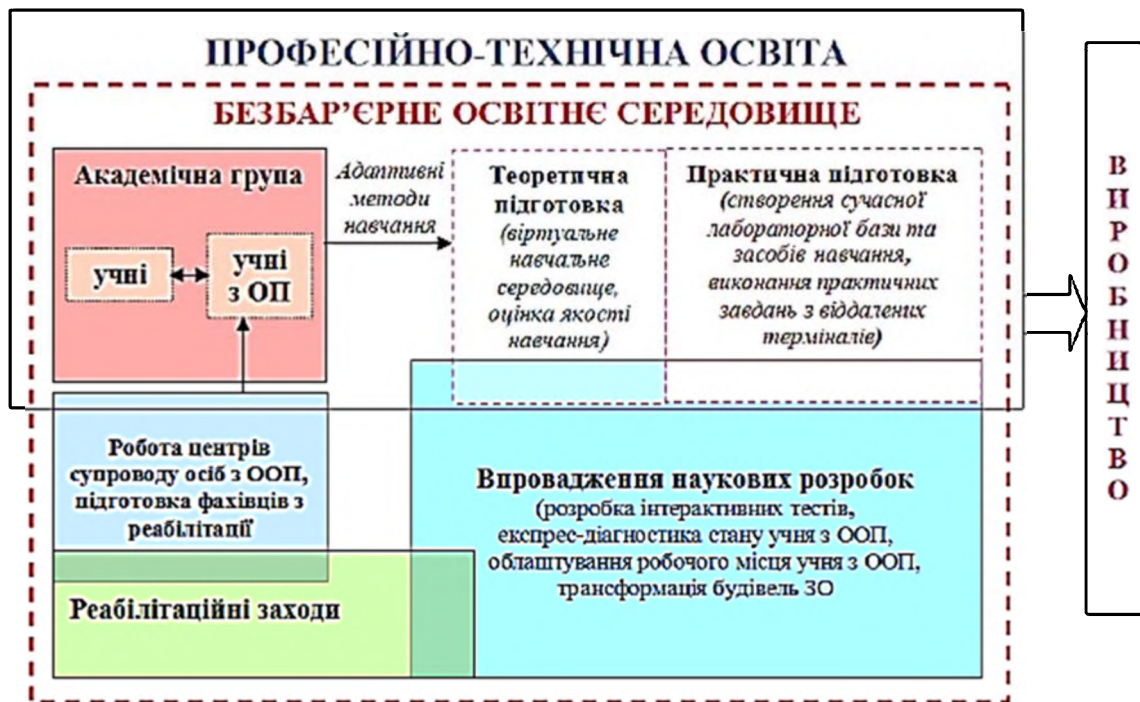 ПРОФЕСІЙНО-ТЕХНІЧНА ОСВІТА
БЕЗБАР’ЄРНЕ ОСВІТНЄ СЕРЕДОВИЩЕ
Академічна група
учні
учні
з ОП
Адаптивні
методи
навчання
Теоретична
підготовка
(віртуальне
навчальне
середовище,
оцінка якості
навчання)
Практична підготовка
(створення сучасної
лабораторної бази та
засобів навчання,
виконання практичних
завдань з віддалених
терміналів)
Робота центрів
супроводу осіб з ООП,
підготовка фахівців з
реабілітації
Реабілітаційні заходи
Впровадження наукових розробок
(розробка інтерактивних тестів,
експрес-діагностика стану учня з ООП,
облаштування робочого місця учня з ООП,
трансформація будівель ЗО
ВИРОБНИЦТВО